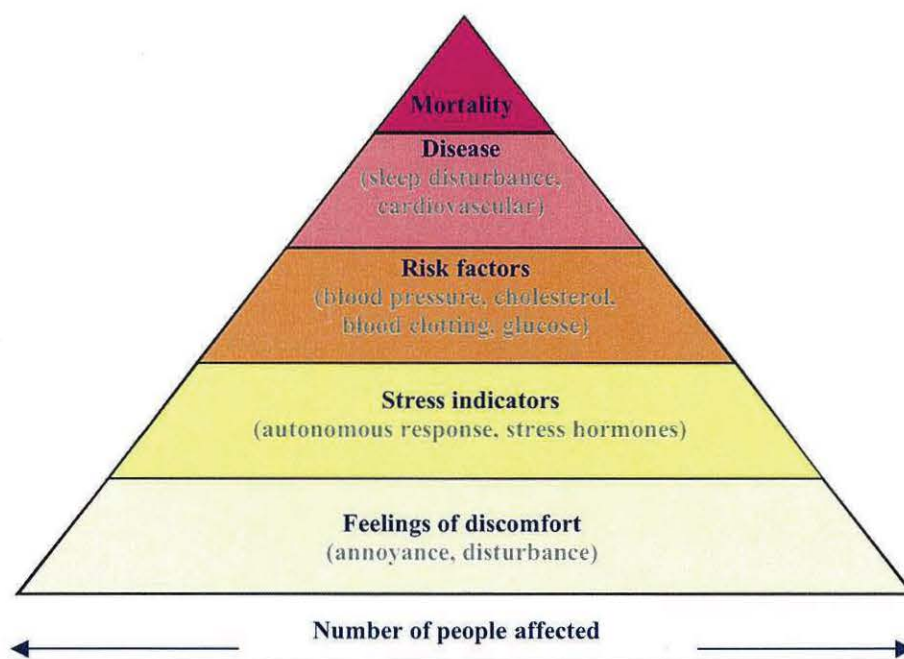 Mortality
Disease
(sleep disturbance,
cardiovascular)
Risk factors
(blood pressure, cholesterol,
blood clotting, glucose)
Stress indicators
(autonomous response, stress hormones)
Feelings of discomfort
(annoyance, disturbance)
Number of people affected